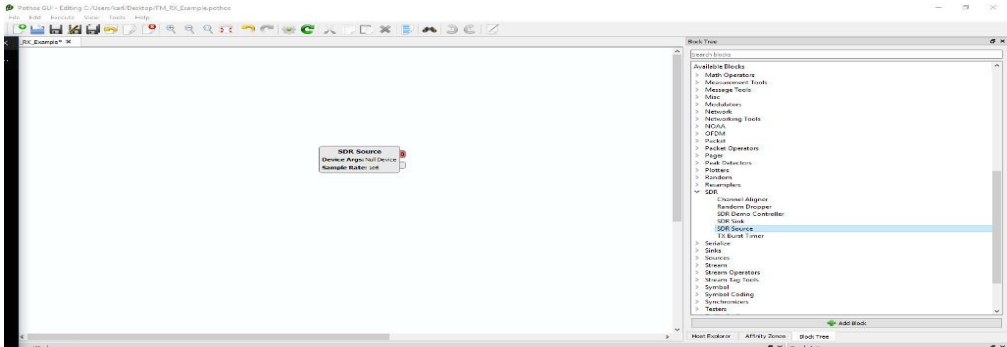 Pothos GUI - Editing C:/Users/karl/Desktop/FM_RX_Example.pothos
File Edit Execute View Tools Help
_RX_Example*
Block Tree
Search blocks
Available Blocks
Math Operators
Measurement Tools
Message Tools
Misc
Modulators
Network
Networking Tools
NOAA
OFDM
Packet
Packet Operators
Pager
Peak Detectors
Plotters
Random
Resamplers
SDR
Channel Aligner
Random Dropper
SDR Demo Controller
SDR Sink
SDR Source
TX Burst Timer
Serialize
Sinks
Sources
Stream
Stream Operators
Stream Tag Tools
Symbol
Symbol Coding
Synchronizers
Testers
SDR Source
Device Args: Null Device
Sample Rate:
0
Add Block
Host Explorer Affinity Zones Block Tree